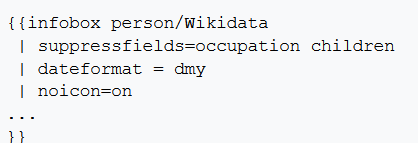 {{infobox person/Wikidata
| suppressfields=occupation children
| dateformat = dmy
| noicon=on
...
}}